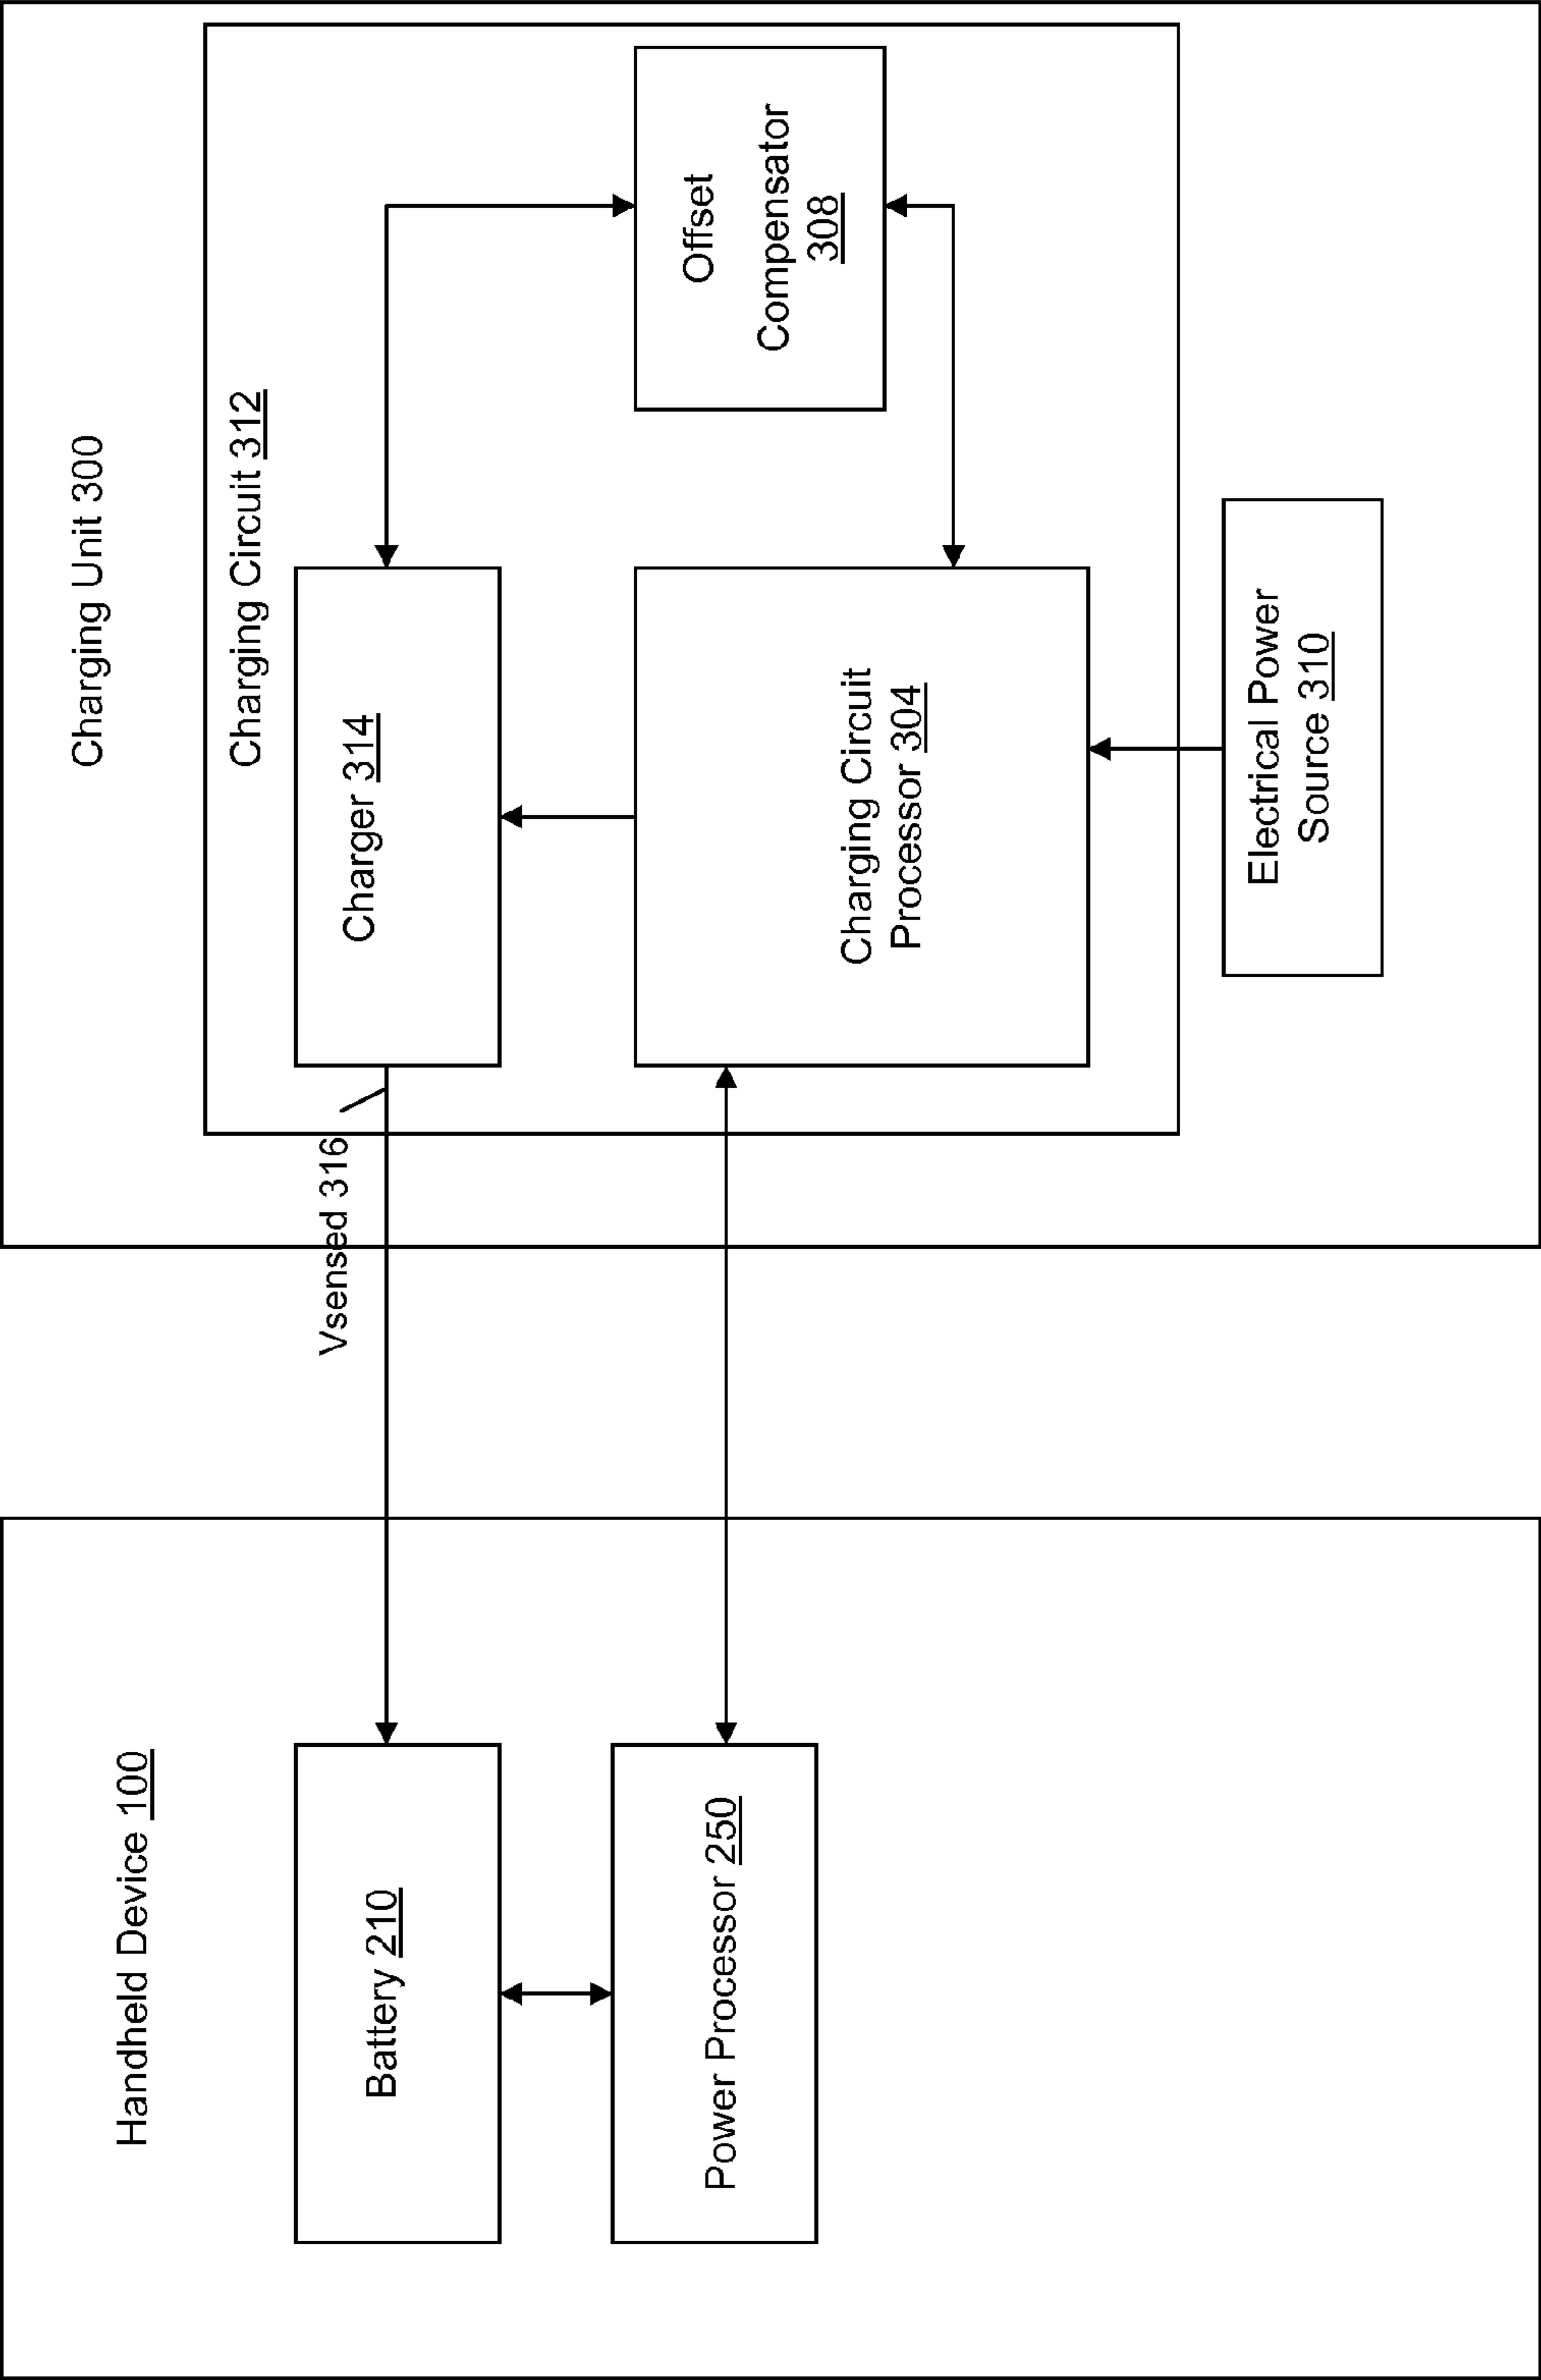 Handheld Device 100
Battery 210
Power Processor 250
Vsensed 316
Charging Unit 300
Charging Circuit 312
Charger 314
Charging Circuit
Processor 304
Offset
Compensator
308
Electrical Power
Source 310